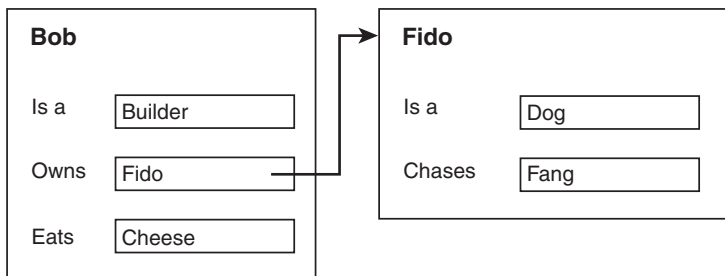 Bob
Is a Builder
Owns Fido
Eats Cheese
Fido
Is a Dog
Chases Fang